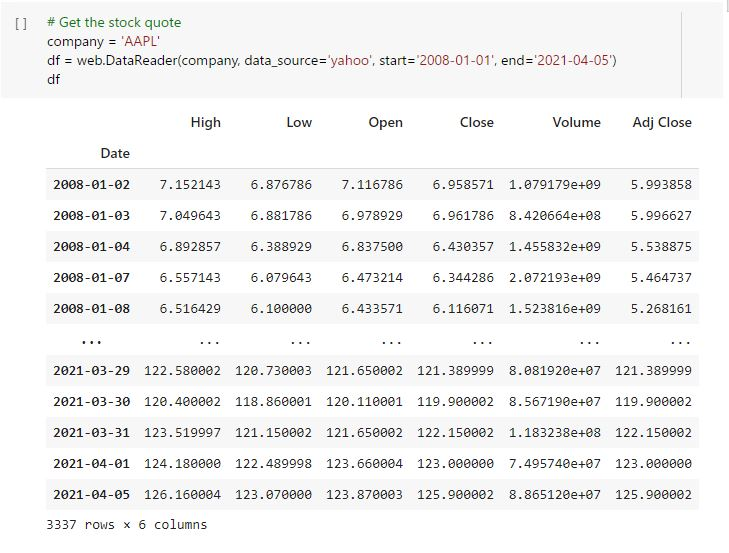 [ ] # Get the stock quote
company = 'AAPL'
df = web.DataReader(company, data_source='yahoo', start='2008-01-01', end='2021-04-05')
df
High Low Open Close Volume Adj Close
Date
2008-01-02 7.152143 6.876786 7.116786 6.958571 1.079179e+09 5.993858
2008-01-03 7.049643 6.881786 6.978929 6.961786 8.420664e+08 5.996627
2008-01-04 6.892857 6.388929 6.837500 6.430357 1.455832e+09 5.538875
2008-01-07 6.557143 6.079643 6.473214 6.344286 2.072193e+09 5.464737
2008-01-08 6.516429 6.100000 6.433571 6.116071 1.523816e+09 5.268161
... ... ... ... ... ... ...
2021-03-29 122.580002 120.730003 121.650002 121.389999 8.081920e+07 121.389999
2021-03-30 120.400002 118.860001 120.110001 119.900002 8.567190e+07 119.900002
2021-03-31 123.519997 121.150002 121.650002 122.150002 1.183238e+08 122.150002
2021-04-01 124.180000 122.489998 123.660004 123.000000 7.495740e+07 123.000000
2021-04-05 126.160004 123.070000 123.870003 125.900002 8.865120e+07 125.900002
3337 rows × 6 columns